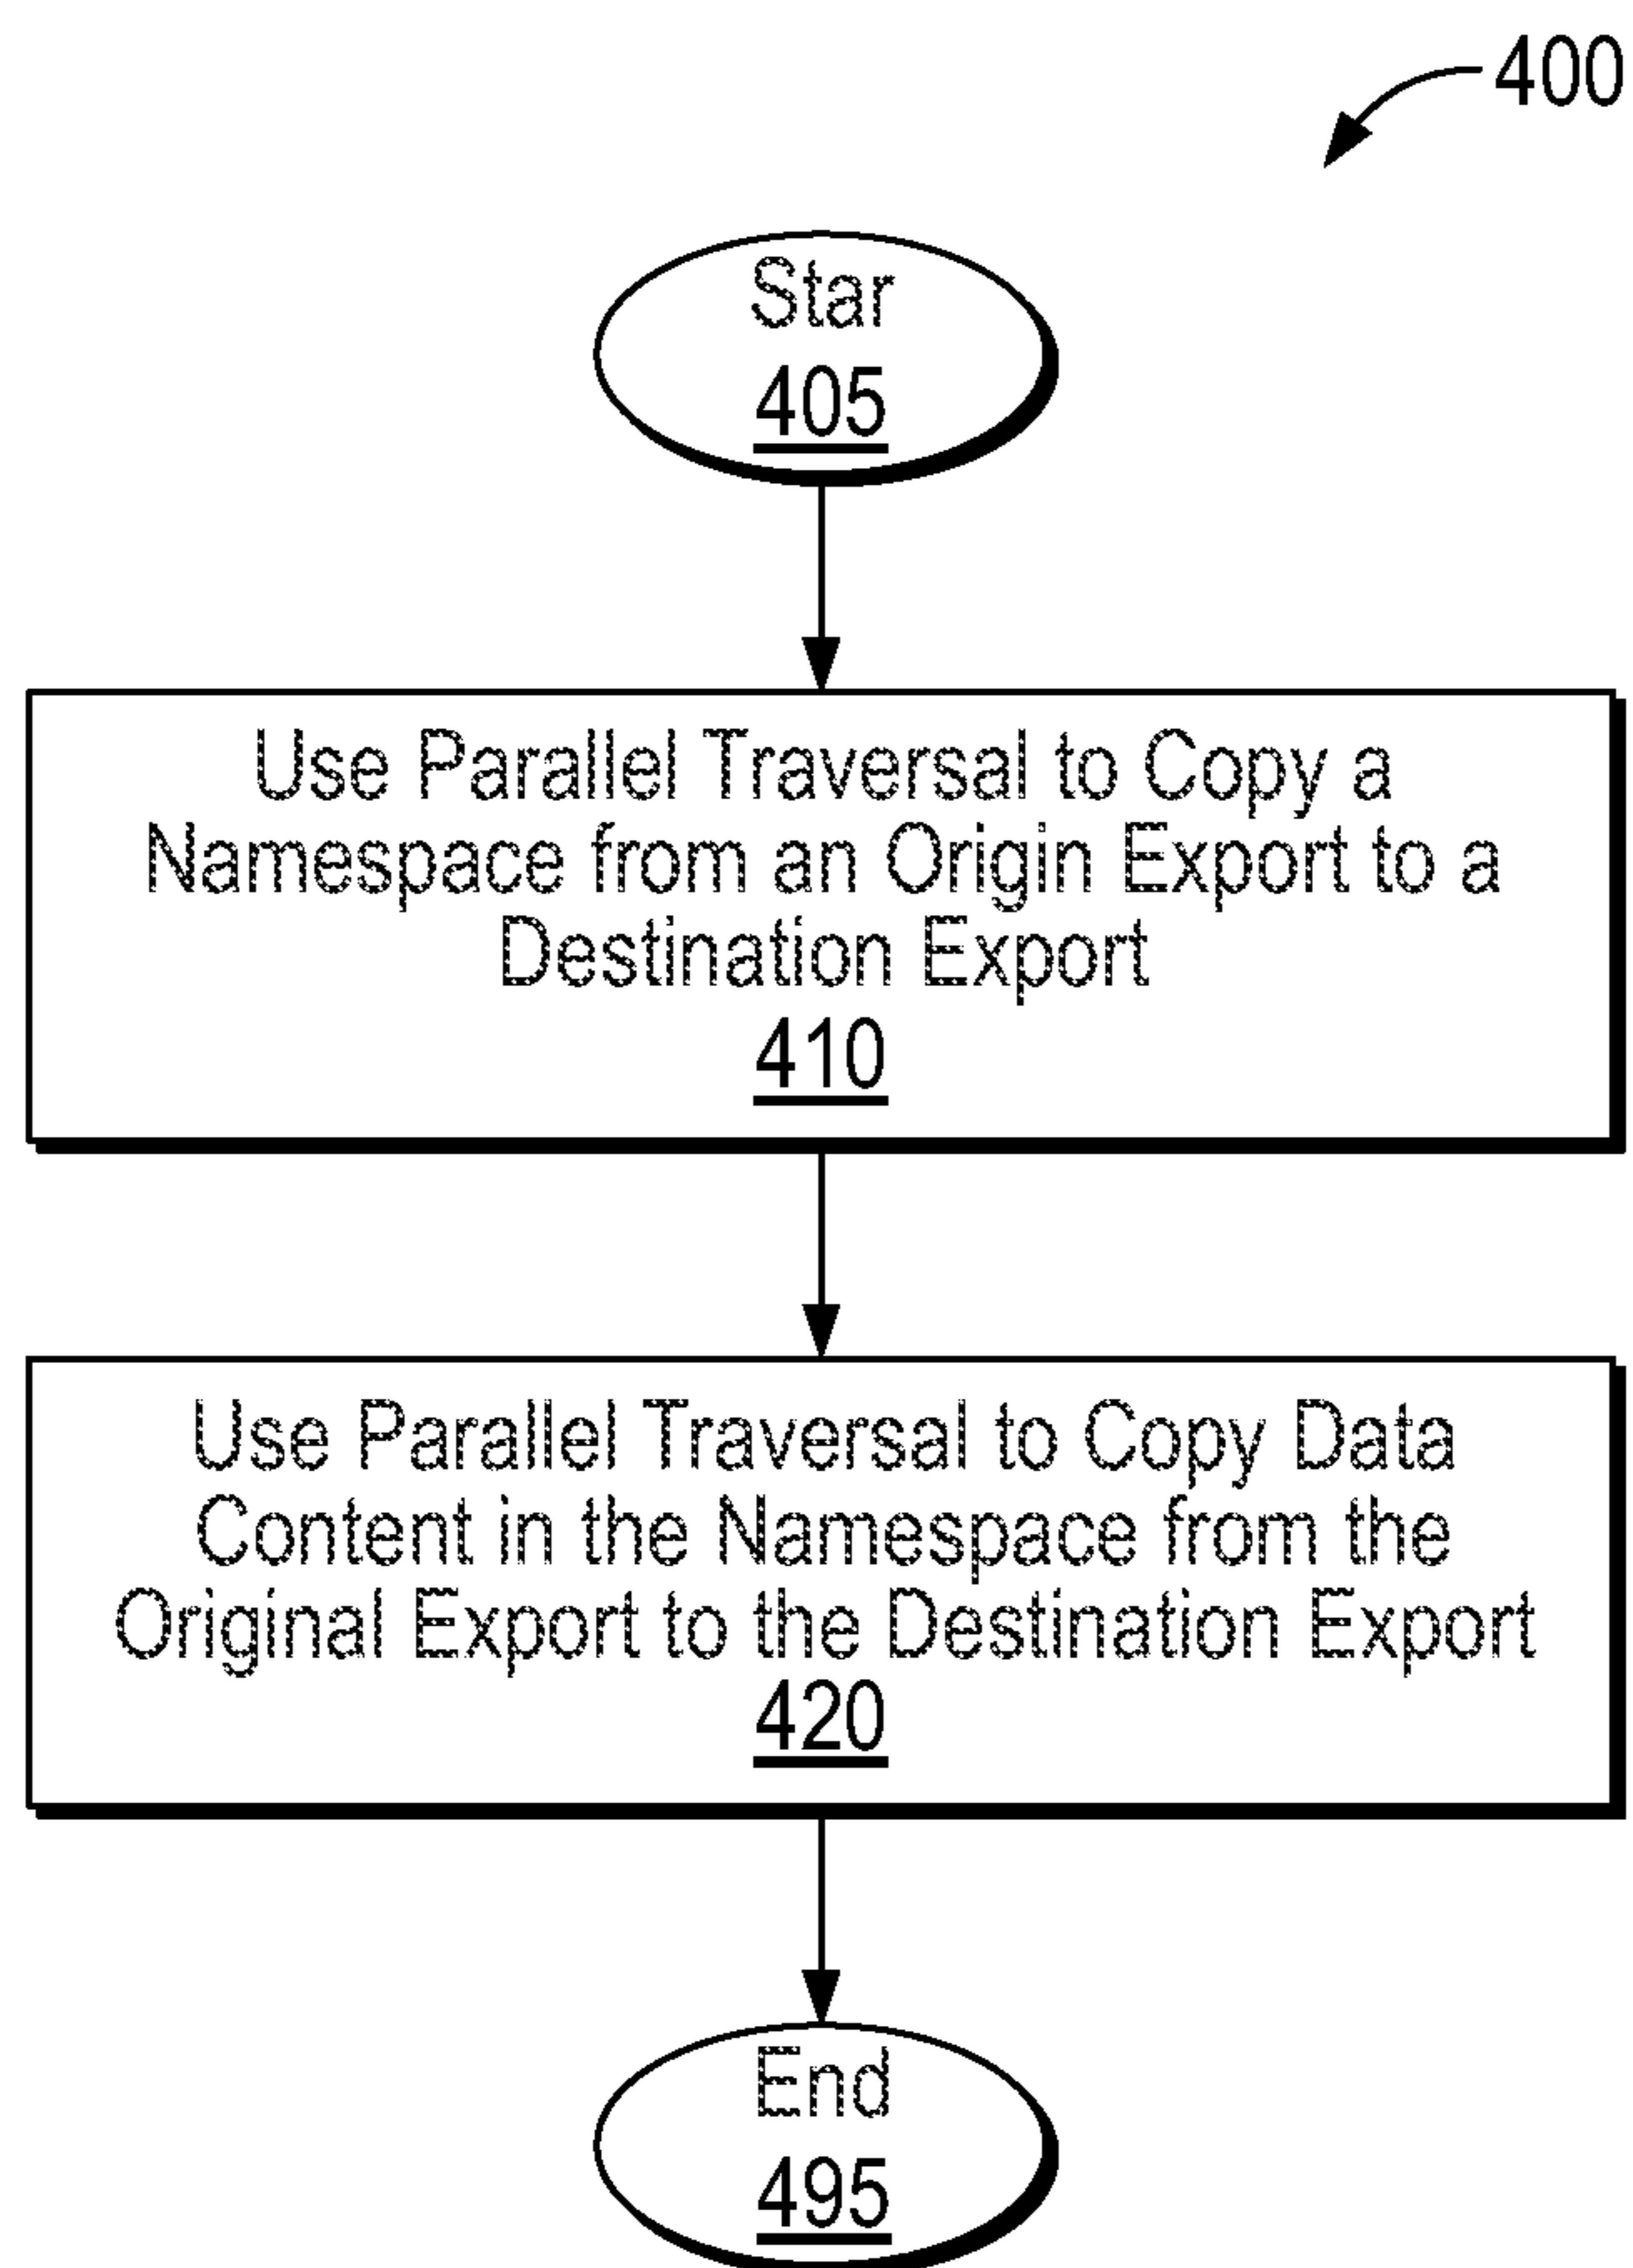 400
Star
405
Use Parallel Traversal to Copy a
Namespace from an Origin Export to a
Destination Export
410
Use Parallel Traversal to Copy Data
Content in the Namespace from the
Original Export to the Destination Export
420
End
495